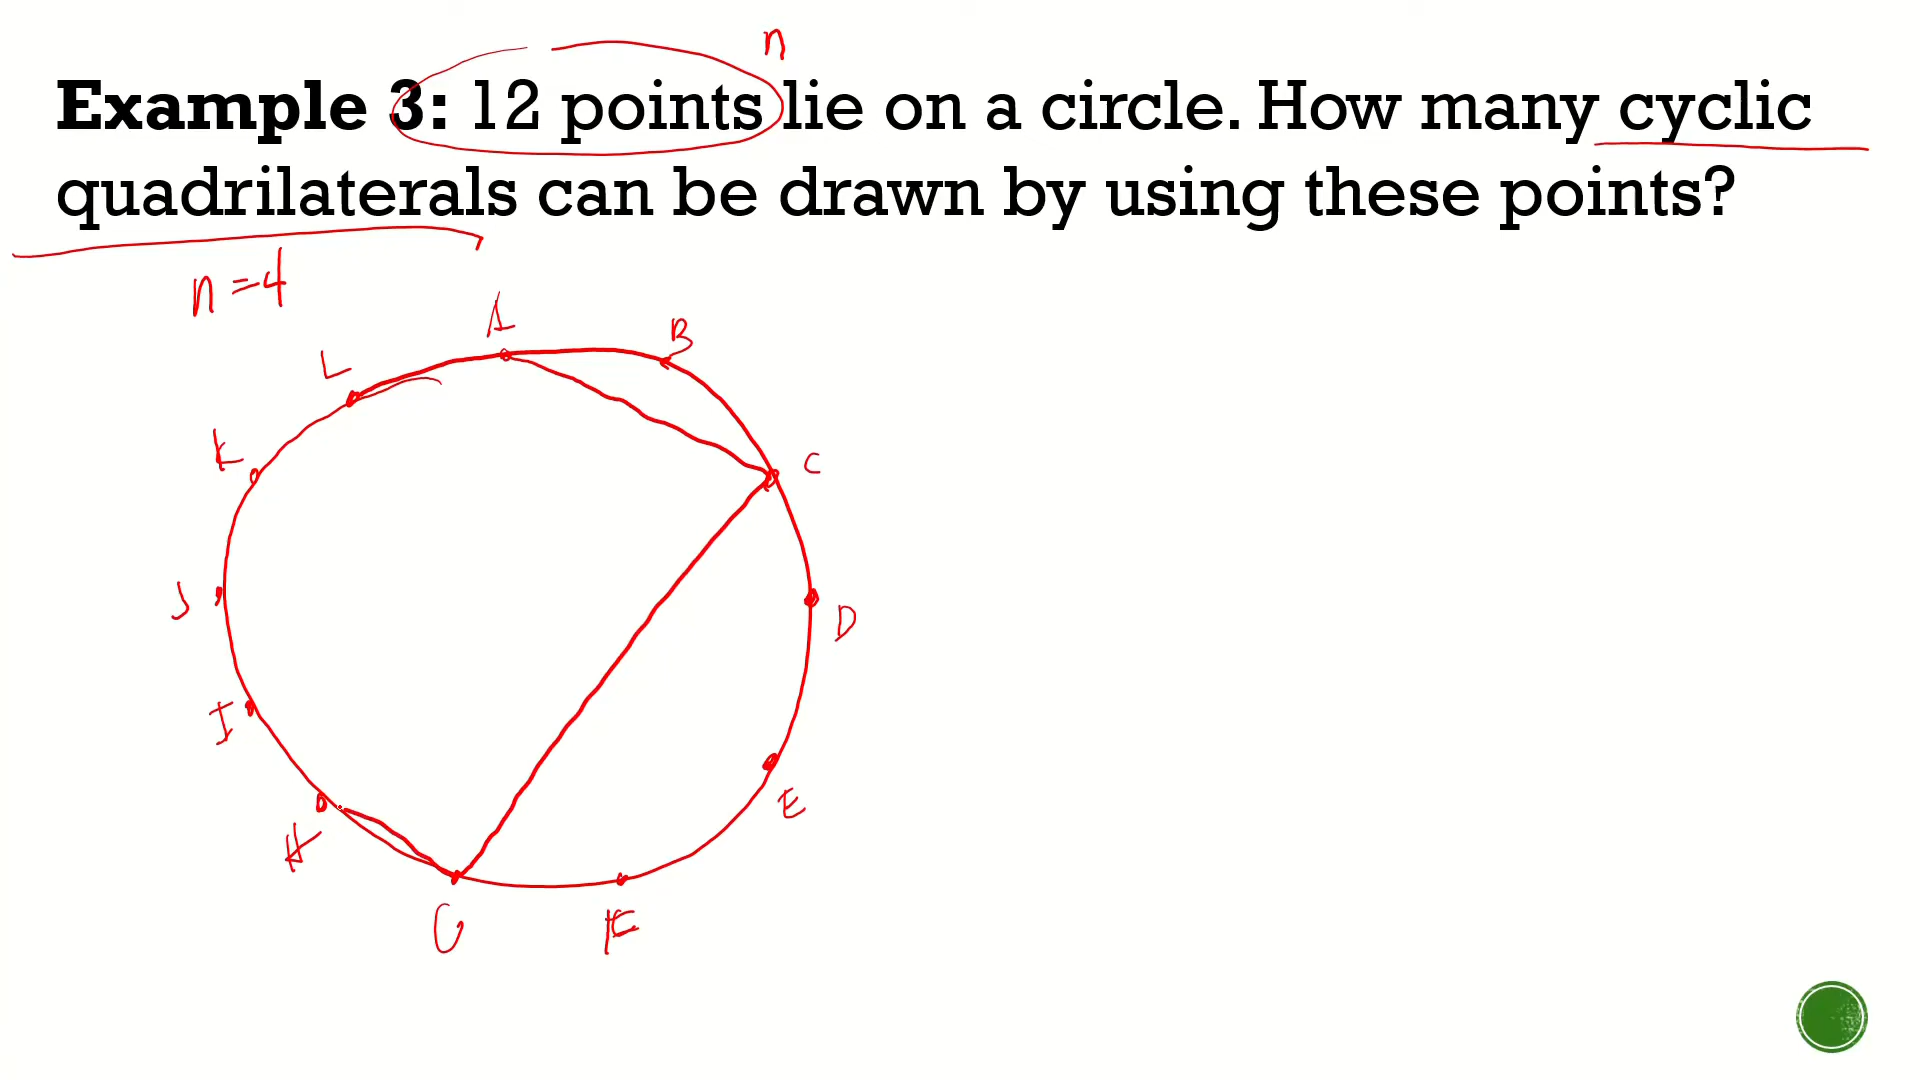 n
Example 3: 12 points lie on a circle. How many cyclic
quadrilaterals can be drawn by using these points?
n=4
A
B
L
K
C
J
D
I
E
H
G
F